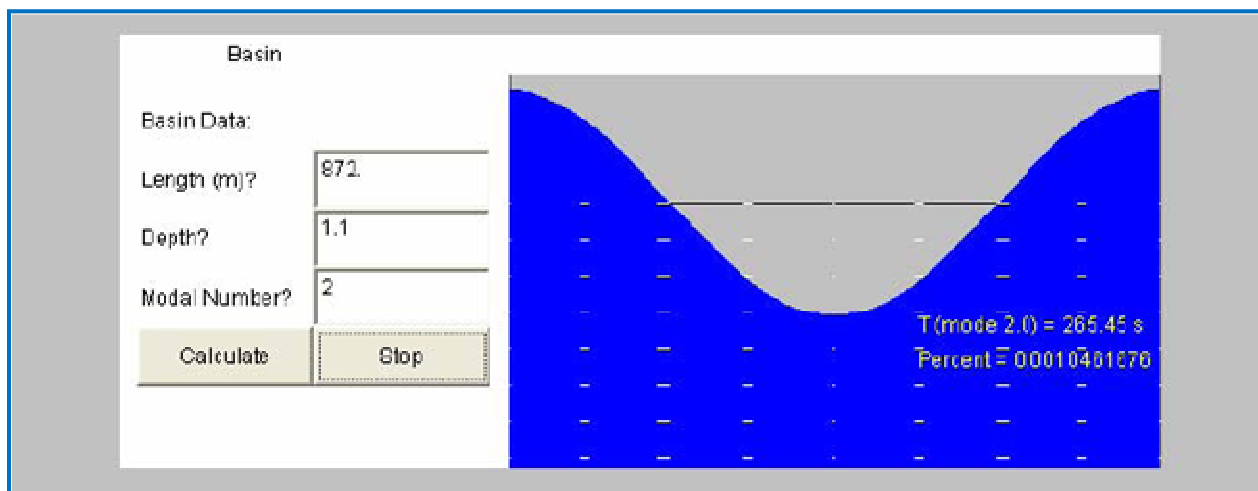 Basin
Basin Data:
Length (m)? 872.
Depth? 1.1
Modal Number? 2
Calculate Stop
T(mode 2.0) = 265.45 s
Percent =